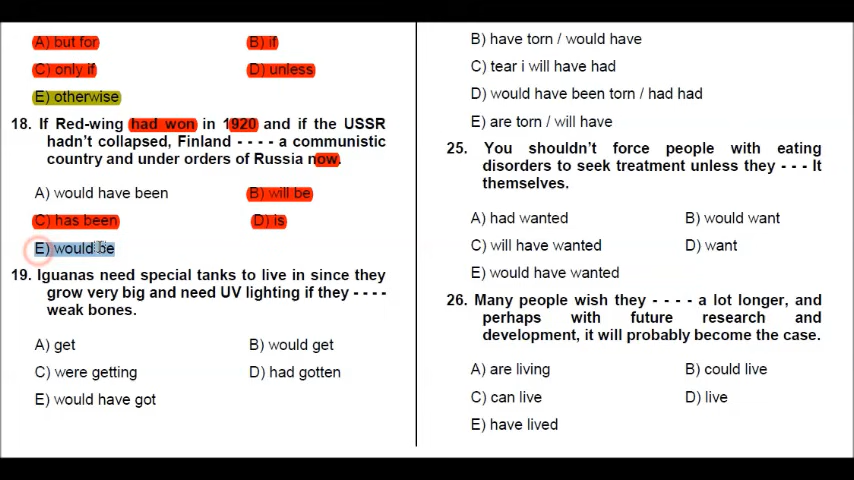 A) but for B) if
C) only if D) unless
E) otherwise
18. If Red-wing had won in 1920 and if the USSR
hadn't collapsed, Finland - - - - a communistic
country and under orders of Russia now.
A) would have been B) will be
C) has been D) is
E) would be
19. Iguanas need special tanks to live in since they
grow very big and need UV lighting if they - - - -
weak bones.
A) get B) would get
C) were getting D) had gotten
E) would have got
B) have torn / would have
C) tear i will have had
D) would have been torn / had had
E) are torn / will have
25. You shouldn't force people with eating
disorders to seek treatment unless they - - - It
themselves.
A) had wanted B) would want
C) will have wanted D) want
E) would have wanted
26. Many people wish they - - - - a lot longer, and
perhaps with future research and
development, it will probably become the case.
A) are living B) could live
C) can live D) live
E) have lived